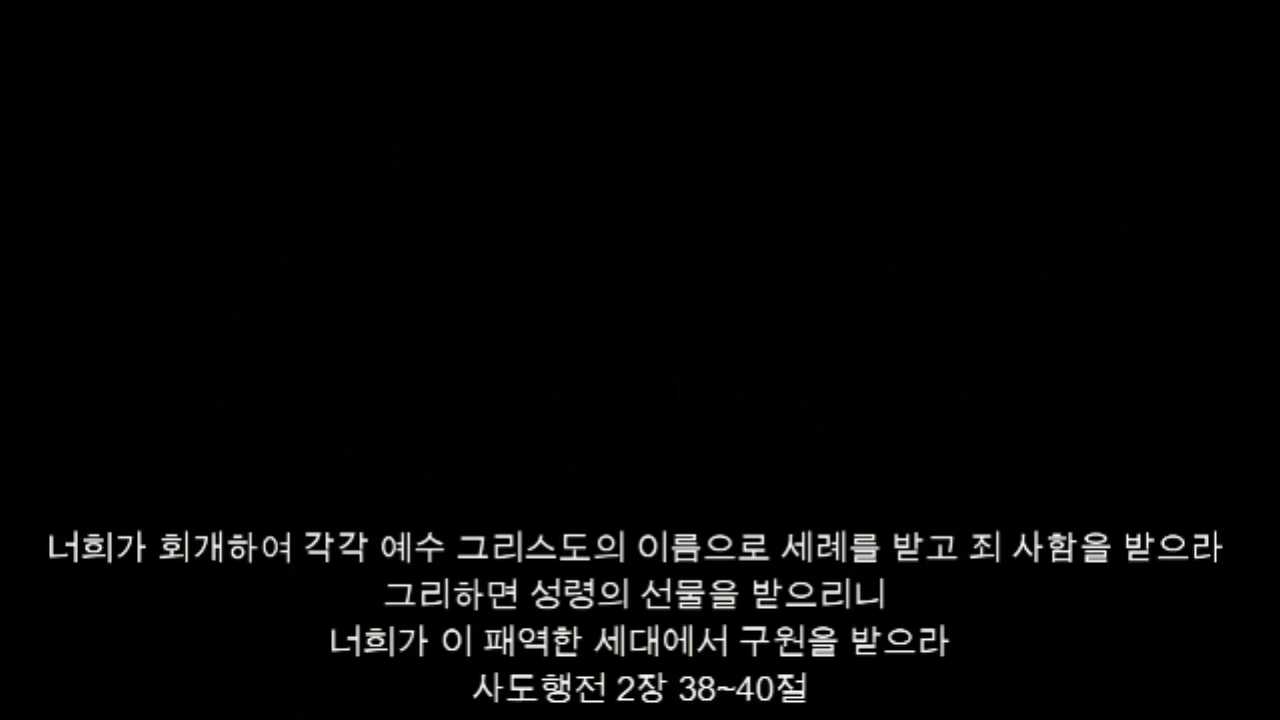 너희가 회개하여 각각 예수 그리스도의 이름으로 세례를 받고 죄 사함을 받으라
그리하면 성령의 선물을 받으리니
너희가 이 패역한 세대에서 구원을 받으라
사도행전 2장 38~40절